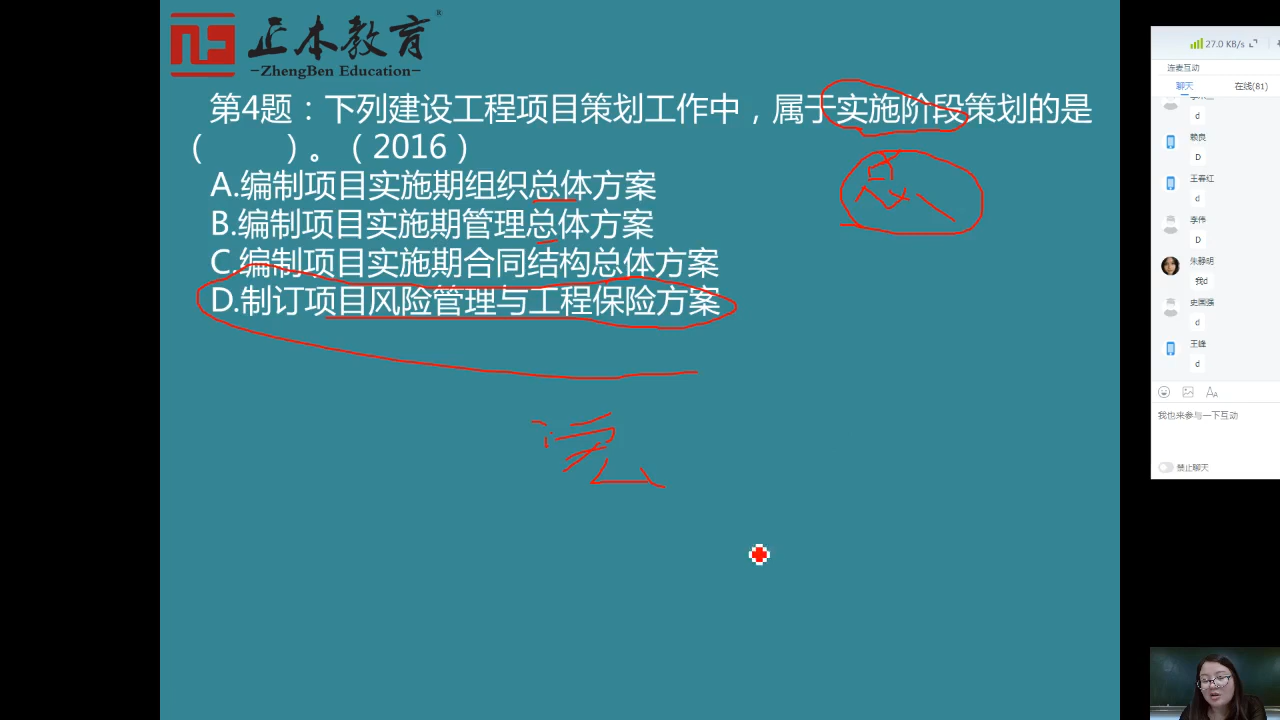 正本教育
—ZhengBen Education—
第4题：下列建设工程项目策划工作中，属于实施阶段策划的是
（　　）。（2016）
A.编制项目实施期组织总体方案
B.编制项目实施期管理总体方案
C.编制项目实施期合同结构总体方案
D.制订项目风险管理与工程保险方案
总
27.0 KB/s
连麦互动
聊天 在线(81)
d
赖良
D
王春红
d
李伟
D
朱静明
我d
史国强
d
王峰
d
我也来参与一下互动
禁止聊天